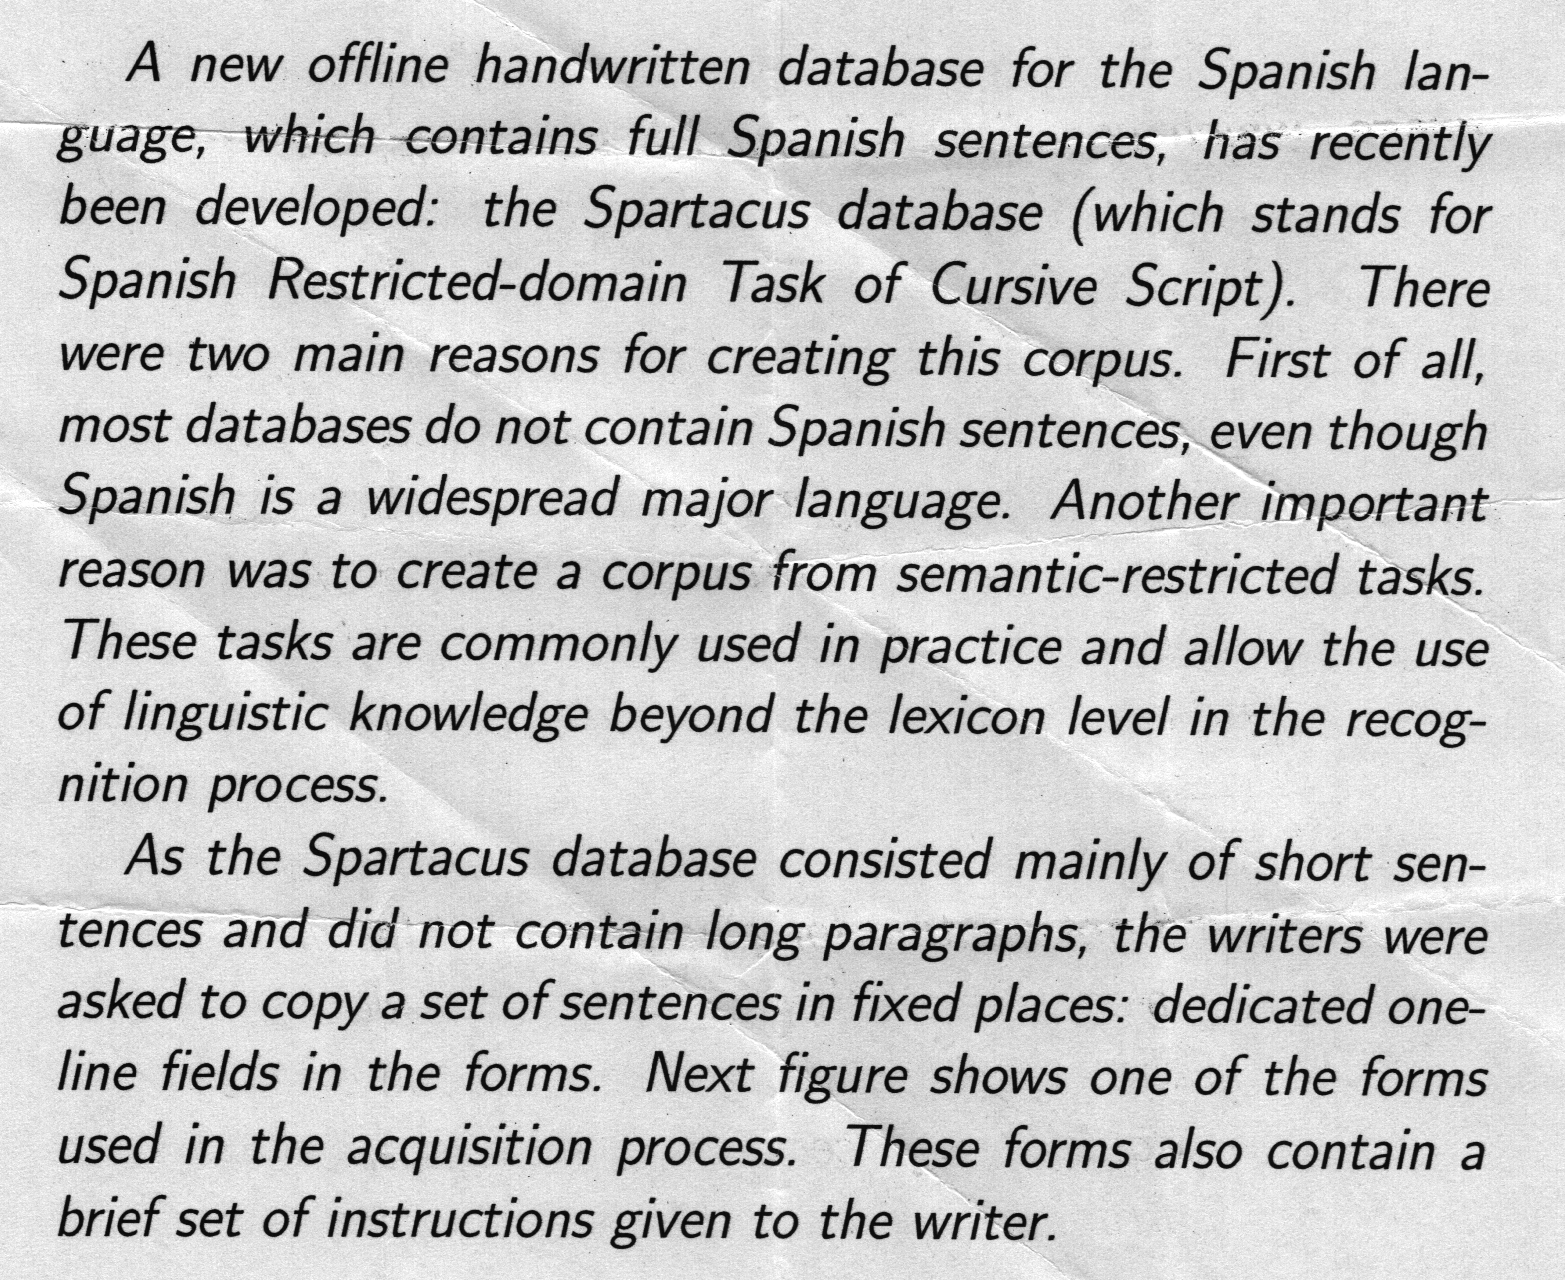 A new offline handwritten database for the Spanish lan-
guage, which contains full Spanish sentences, has recently
been developed: the Spartacus database (which stands for
Spanish Restricted-domain Task of Cursive Script). There
were two main reasons for creating this corpus. First of all,
most databases do not contain Spanish sentences, even though
Spanish is a widespread major language. Another important
reason was to create a corpus from semantic-restricted tasks.
These tasks are commonly used in practice and allow the use
of linguistic knowledge beyond the lexicon level in the recog-
nition process.
As the Spartacus database consisted mainly of short sen-
tences and did not contain long paragraphs, the writers were
asked to copy a set of sentences in fixed places: dedicated one-
line fields in the forms. Next figure shows one of the forms
used in the acquisition process. These forms also contain a
brief set of instructions given to the writer.